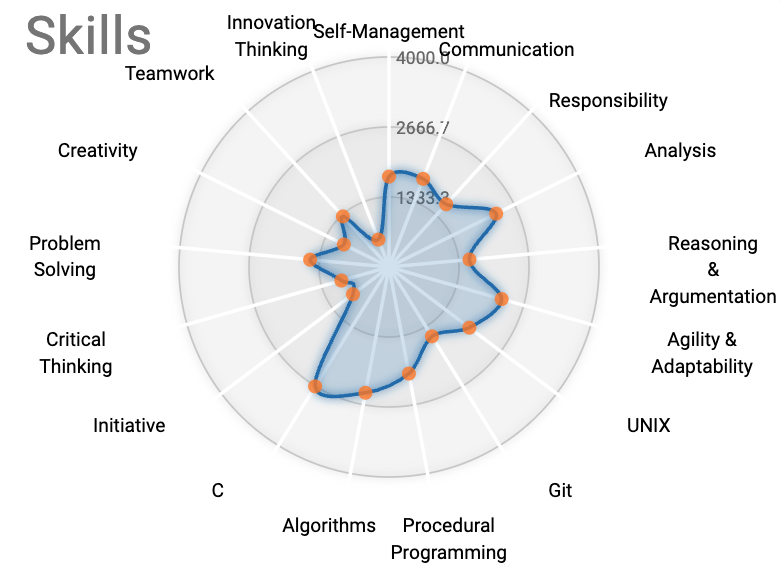 Skills
Innovation
Thinking
Self-Management
Communication
4000.0
Teamwork
Responsibility
2666.7
Creativity
Analysis
1333.3
Problem
Solving
Reasoning
&
Argumentation
Critical
Thinking
Agility &
Adaptability
Initiative
UNIX
C
Git
Algorithms
Procedural
Programming